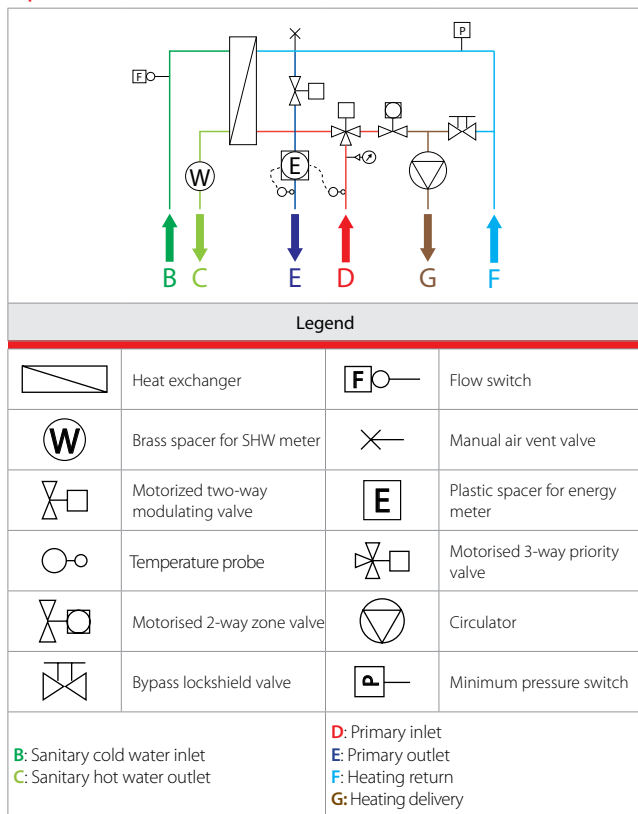 P
F
W
E
B
C
E
D
G
F
Legend
Heat exchanger
F
Flow switch
W
Brass spacer for SHW meter
Manual air vent valve
Motorized two-way
modulating valve
E
Plastic spacer for energy
meter
Temperature probe
Motorised 3-way priority
valve
Motorised 2-way zone valve
Circulator
Bypass lockshield valve
P
Minimum pressure switch
B: Sanitary cold water inlet
C: Sanitary hot water outlet
D: Primary inlet
E: Primary outlet
F: Heating return
G: Heating delivery